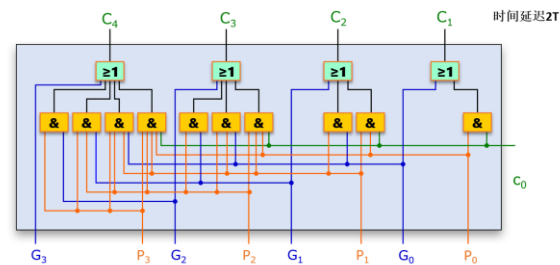 C₄ C₃ C₂ C₁ 时间延迟2T
≥1 ≥1 ≥1 ≥1
& & & & & & & & & &
c₀
G₃ P₃ G₂ P₂ G₁ P₁ G₀ P₀